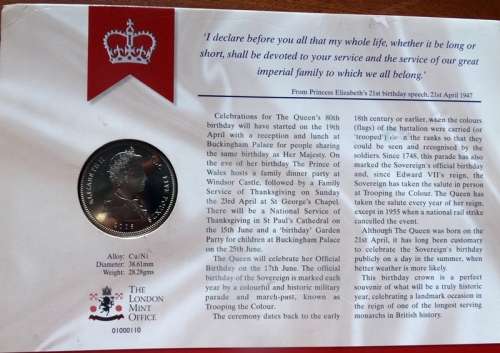 'I declare before you all that my whole life, whether it be long or
short, shall be devoted to your service and the service of our great
imperial family to which we all belong.'
From Princess Elizabeth's 21st birthday speech, 21st April 1947
Celebrations for The Queen's 80th
birthday will have started on the 19th
April with a reception and lunch at
Buckingham Palace for people sharing
the same birthday as Her Majesty. On
the eve of her birthday The Prince of
Wales hosts a family dinner party at
Windsor Castle, followed by a Family
Service of Thanksgiving on Sunday
the 23rd April at St George's Chapel.
There will be a National Service of
Thanksgiving in St Paul's Cathedral on
the 15th June and a 'birthday' Garden
Party for children at Buckingham Palace
on the 25th June.
The Queen will celebrate her Official
Birthday on the 17th June. The official
birthday of the Sovereign is marked each
year by a colourful and historic military
parade and march-past, known as
Trooping the Colour.
The ceremony dates back to the early
18th century or earlier, when the colours
(flags) of the battalion were carried (or
'trooped') the ranks so that they
could be seen and recognised by the
soldiers. Since 1748, this parade has also
marked the Sovereign's official birthday
and, since Edward VII's reign, the
Sovereign has taken the salute in person
at Trooping the Colour. The Queen has
taken the salute every year of her reign,
except in 1955 when a national rail strike
cancelled the event.
Although The Queen was born on the
21st April, it has long been customary
to celebrate the Sovereign's birthday
publicly on a day in the summer, when
better weather is more likely.
This birthday crown is a perfect
souvenir of what will be a truly historic
year, celebrating a landmark occasion in
the reign of one of the longest serving
monarchs in British history.
ELIZABETH II
FIVE POUNDS
2006
Alloy: Cu/Ni
Diameter: 38.61mm
Weight: 28.28gms
THE
LONDON
MINT
OFFICE
01000110